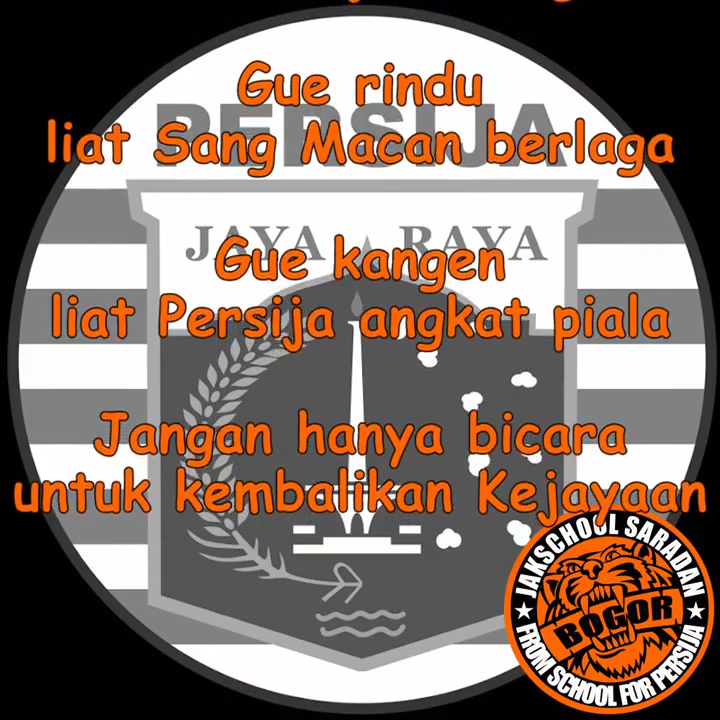 PERSIJA
JAYA RAYA
Gue rindu
liat Sang Macan berlaga
Gue kangen
liat Persija angkat piala
Jangan hanya bicara
untuk kembalikan Kejayaan
JAKSCHOOL SARADAN
BOGOR
FROM SCHOOL FOR PERSIJA